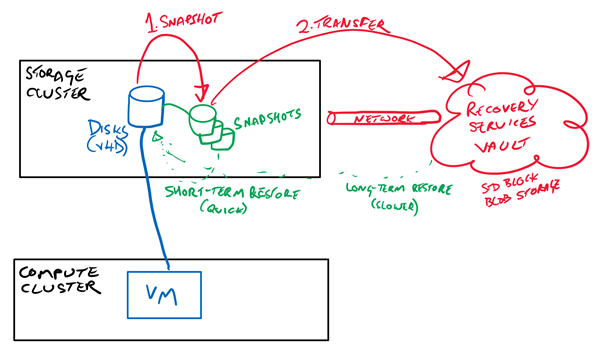 1. SNAPSHOT
2. TRANSFER
STORAGE
CLUSTER
DISKS
SNAPSHOTS
NETWORK
RECOVERY
SERVICES
VAULT
SHORT-TERM RESTORE
(QUICK)
LONG-TERM RESTORE
(SLOWER)
STD BLOCK
BLOB STORAGE
COMPUTE
CLUSTER
VM